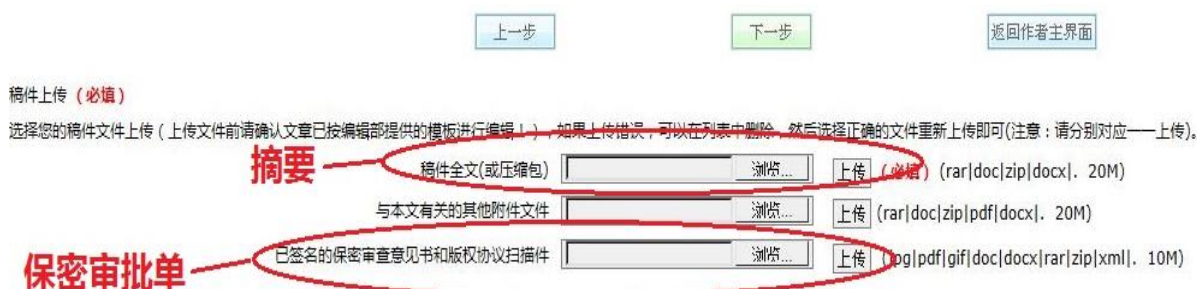 上一步 下一步 返回作者主界面
稿件上传（必填）
选择您的稿件文件上传（上传文件前请确认文章已按编辑部提供的模板进行编辑！），如果上传错误，可以在列表中删除，然后选择正确的文件重新上传即可(注意：请分别对应一一上传)。
摘要
稿件全文(或压缩包) 浏览... 上传 （必填） (rar|doc|zip|docx|. 20M)
与本文有关的其他附件文件 浏览... 上传 (rar|doc|zip|pdf|docx|. 20M)
保密审批单
已签名的保密审查意见书和版权协议扫描件 浏览... 上传 (jpg|pdf|gif|doc|docx|rar|zip|xml|. 10M)